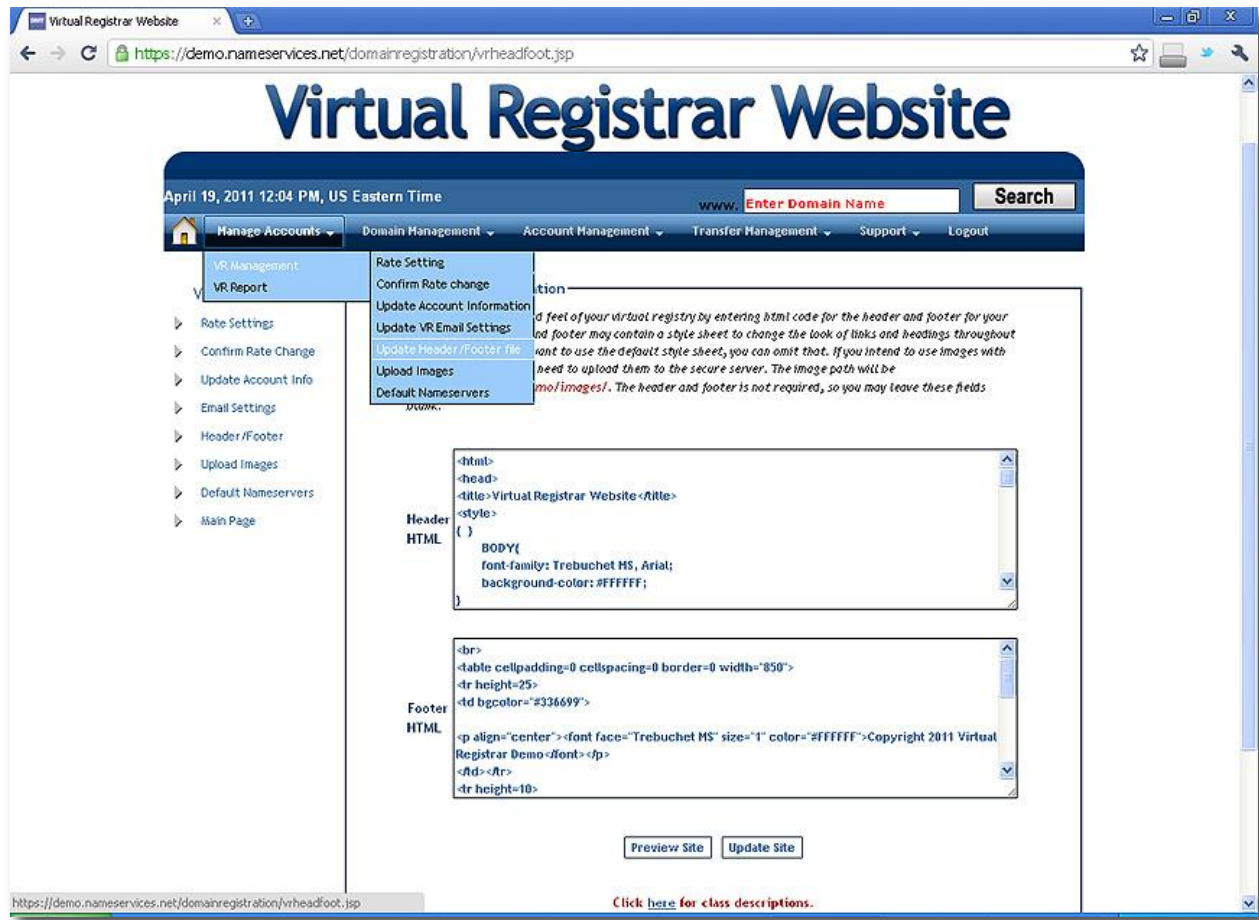 Virtual Registrar Website
https://demo.nameservices.net/domainregistration/vrheadfoot.jsp
Virtual Registrar Website
April 19, 2011 12:04 PM, US Eastern Time
www. Enter Domain Name Search
Manage Accounts Domain Management Account Management Transfer Management Support Logout
VR Management
VR Report
Rate Setting
Confirm Rate change
Update Account Information
Update VR Email Settings
Update Header/Footer file
Upload Images
Default Nameservers
V
Rate Settings
Confirm Rate Change
Update Account Info
Email Settings
Header/Footer
Upload Images
Default Nameservers
Main Page
tion
d feel of your virtual registry by entering html code for the header and footer for your
nd footer may contain a style sheet to change the look of links and headings throughout
vant to use the default style sheet, you can omit that. If you intend to use images with
need to upload them to the secure server. The image path will be
mo/images/. The header and footer is not required, so you may leave these fields
blank.
Header HTML
<html>
<head>
<title>Virtual Registrar Website</title>
<style>
{ }
BODY{
font-family: Trebuchet MS, Arial;
background-color: #FFFFFF;
}
Footer HTML
<br>
<table cellpadding=0 cellspacing=0 border=0 width="850">
<tr height=25>
<td bgcolor="#336699">
<p align="center"><font face="Trebuchet MS" size="1" color="#FFFFFF">Copyright 2011 Virtual
Registrar Demo</font></p>
</td></tr>
<tr height=10>
Preview Site Update Site
Click here for class descriptions.
https://demo.nameservices.net/domainregistration/vrheadfoot.jsp